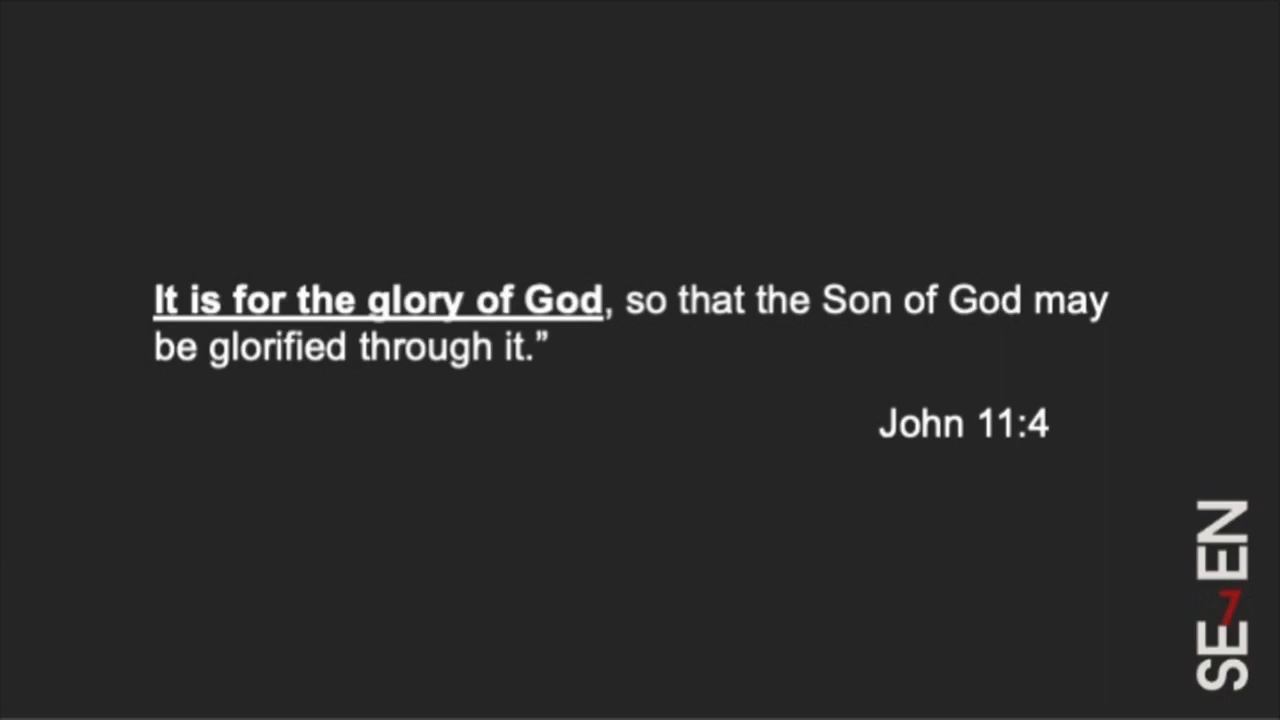 It is for the glory of God, so that the Son of God may
be glorified through it.”
John 11:4
SE7EN